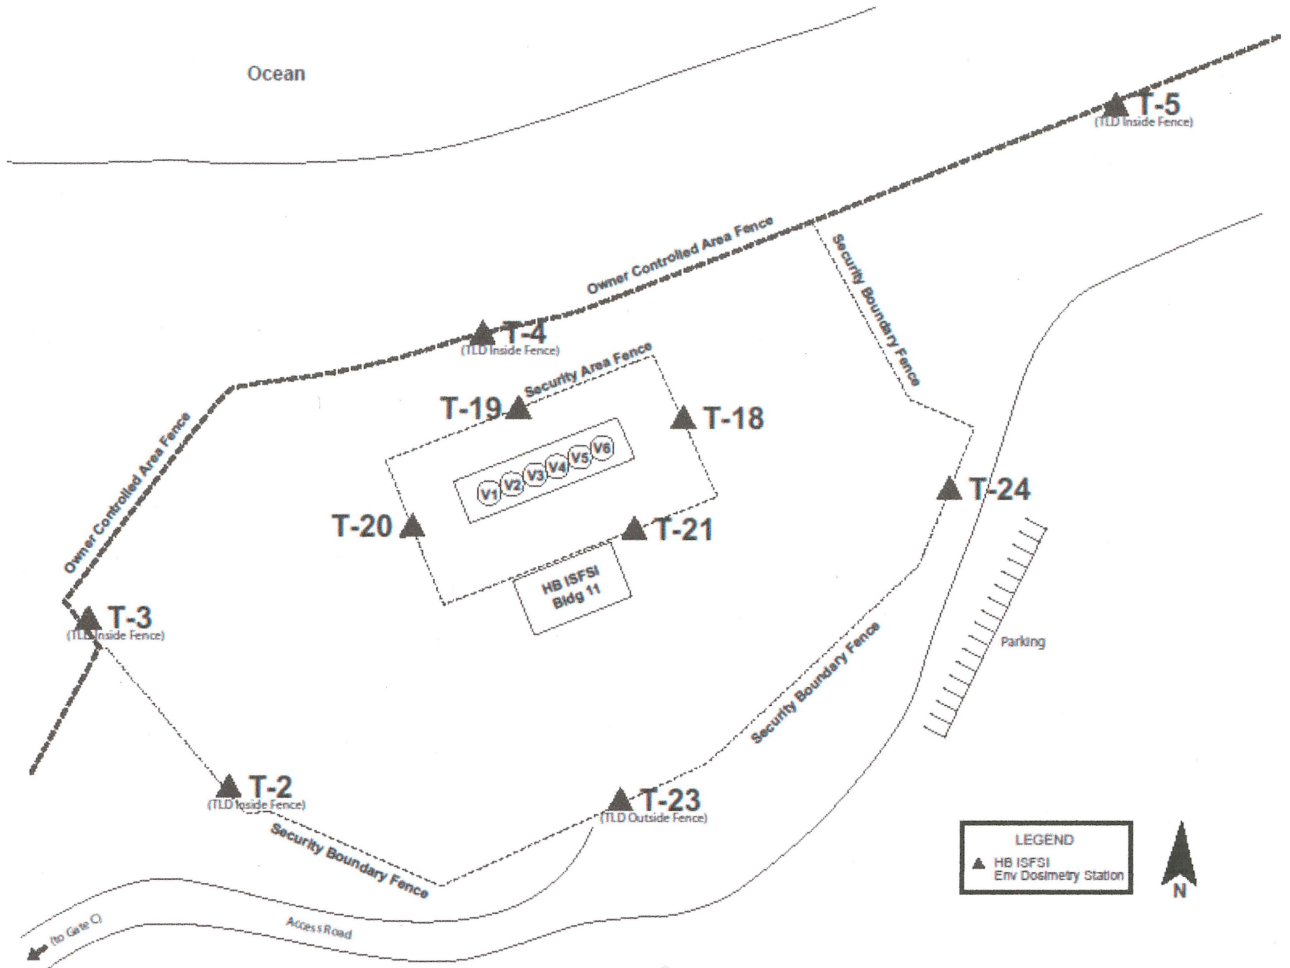 Ocean
T-5
(TLD Inside Fence)
Owner Controlled Area Fence
Security Boundary Fence
T-4
(TLD Inside Fence)
Security Area Fence
T-19
T-18
V1 V2 V3 V4 V5 V6
Owner Controlled Area Fence
T-24
T-20
T-21
HB ISFSI
Bldg 11
T-3
(TLD Inside Fence)
Parking
Security Boundary Fence
T-2
(TLD Inside Fence)
T-23
(TLD Outside Fence)
Security Boundary Fence
LEGEND
HB ISFSI
Env Dosimetry Station
N
Access Road
(to Gate C)